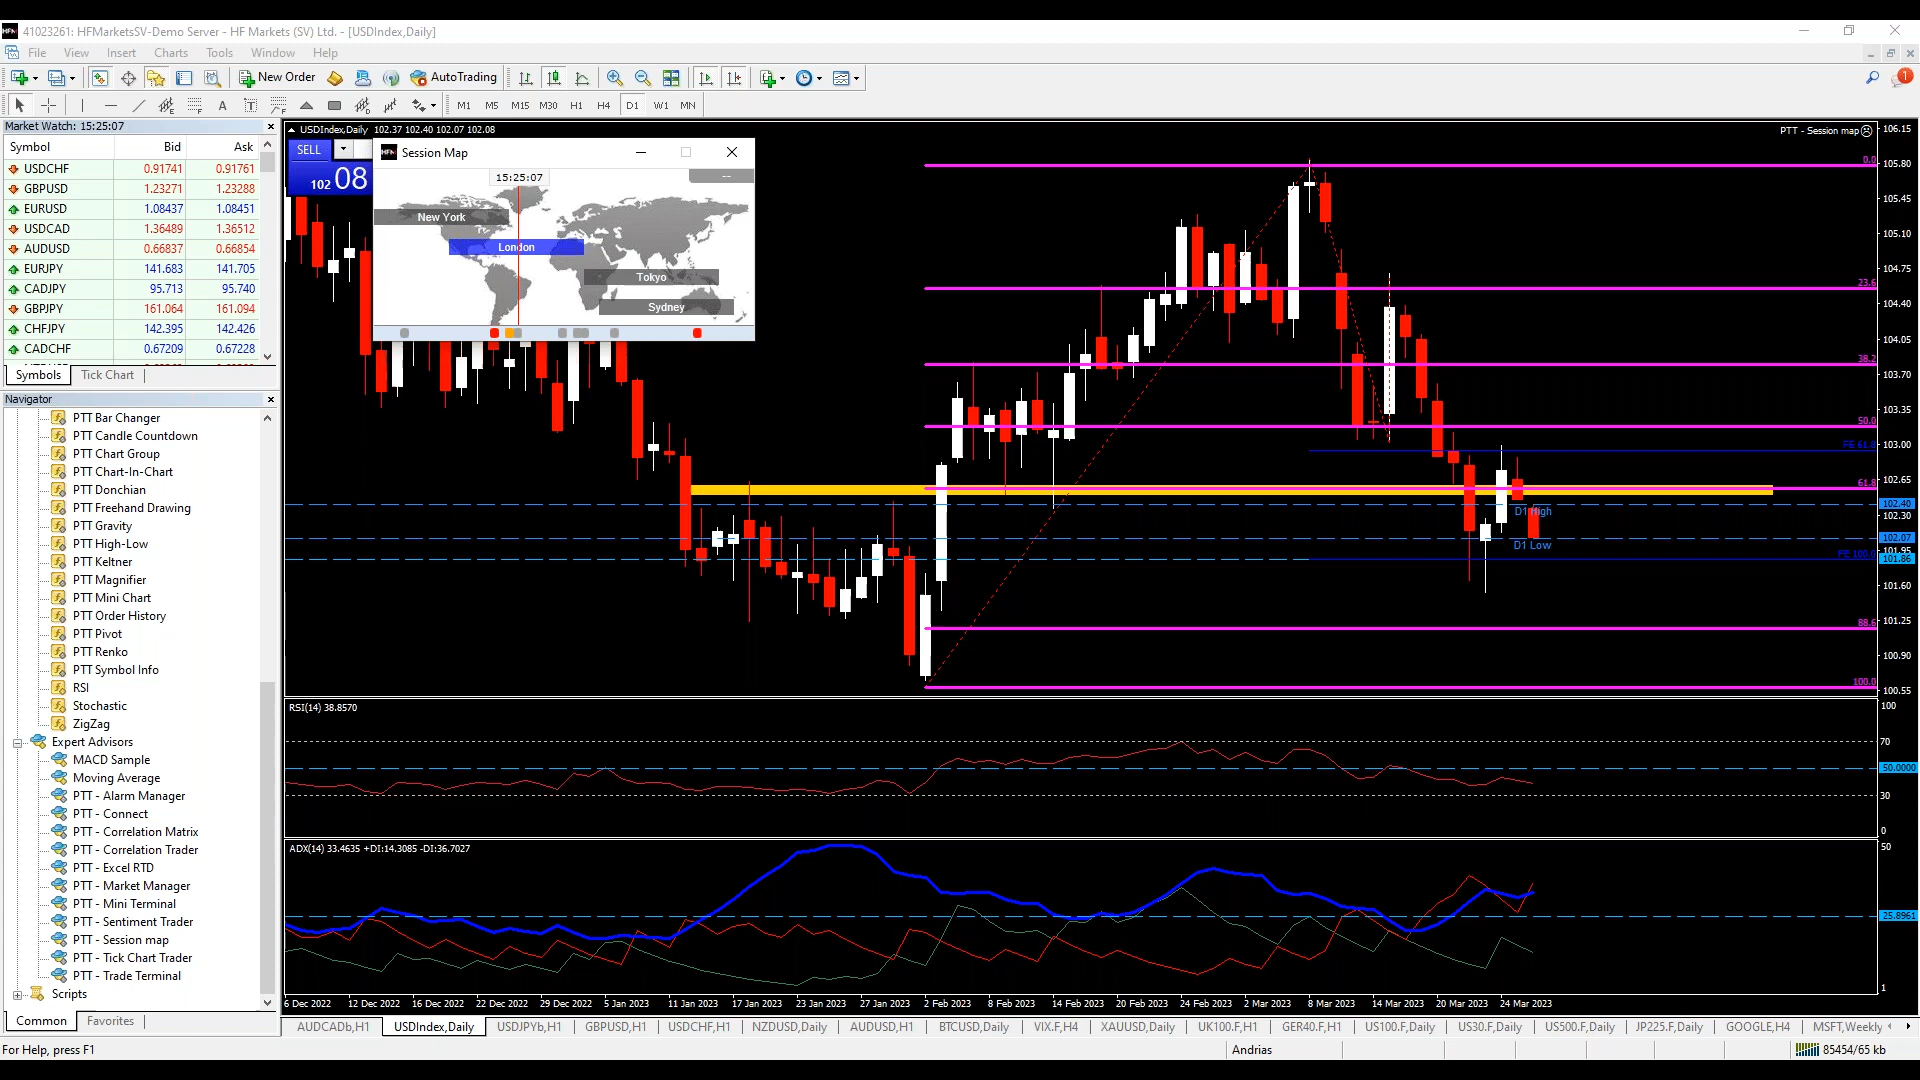 41023261: HFMarketsSV-Demo Server - HF Markets (SV) Ltd. - [USDIndex,Daily]
File View Insert Charts Tools Window Help
New Order AutoTrading 1
A T M1 M5 M15 M30 H1 H4 D1 W1 MN
Market Watch: 15:25:07
Symbol Bid Ask
USDCHF 0.91741 0.91761
GBPUSD 1.23271 1.23288
EURUSD 1.08437 1.08451
USDCAD 1.36489 1.36512
AUDUSD 0.66837 0.66854
EURJPY 141.683 141.705
CADJPY 95.713 95.740
GBPJPY 161.064 161.094
CHFJPY 142.395 142.426
CADCHF 0.67209 0.67228
Symbols Tick Chart
Navigator
PTT Bar Changer
PTT Candle Countdown
PTT Chart Group
PTT Chart-In-Chart
PTT Donchian
PTT Freehand Drawing
PTT Gravity
PTT High-Low
PTT Keltner
PTT Magnifier
PTT Mini Chart
PTT Order History
PTT Pivot
PTT Renko
PTT Symbol Info
RSI
Stochastic
ZigZag
Expert Advisors
MACD Sample
Moving Average
PTT - Alarm Manager
PTT - Connect
PTT - Correlation Matrix
PTT - Correlation Trader
PTT - Excel RTD
PTT - Market Manager
PTT - Mini Terminal
PTT - Sentiment Trader
PTT - Session map
PTT - Tick Chart Trader
PTT - Trade Terminal
Scripts
Common Favorites
USDIndex,Daily 102.37 102.40 102.07 102.08
PTT - Session map
SELL
102 08
Session Map
15:25:07
--
New York
London
Tokyo
Sydney
0.0
23.6
38.2
50.0
FE 61.8
61.8
D1 High
D1 Low
FE 100.0
88.6
100.0
106.15
105.80
105.45
105.10
104.75
104.40
104.05
103.70
103.35
103.00
102.65
102.40
102.30
102.07
101.95
101.86
101.60
101.25
100.90
100.55
RSI(14) 38.8570
100
70
50.0000
30
0
ADX(14) 33.4635 +DI:14.3085 -DI:36.7027
50
25.8961
1
6 Dec 2022 12 Dec 2022 16 Dec 2022 22 Dec 2022 29 Dec 2022 5 Jan 2023 11 Jan 2023 17 Jan 2023 23 Jan 2023 27 Jan 2023 2 Feb 2023 8 Feb 2023 14 Feb 2023 20 Feb 2023 24 Feb 2023 2 Mar 2023 8 Mar 2023 14 Mar 2023 20 Mar 2023 24 Mar 2023
AUDCADb,H1 USDIndex,Daily USDJPYb,H1 GBPUSD,H1 USDCHF,H1 NZDUSD,Daily AUDUSD,H1 BTCUSD,Daily VIX.F,H4 XAUUSD,Daily UK100.F,H1 GER40.F,H1 US100.F,Daily US30.F,Daily US500.F,Daily JP225.F,Daily GOOGLE,H4 MSFT,Weekly
For Help, press F1 Andrias 85454/65 kb